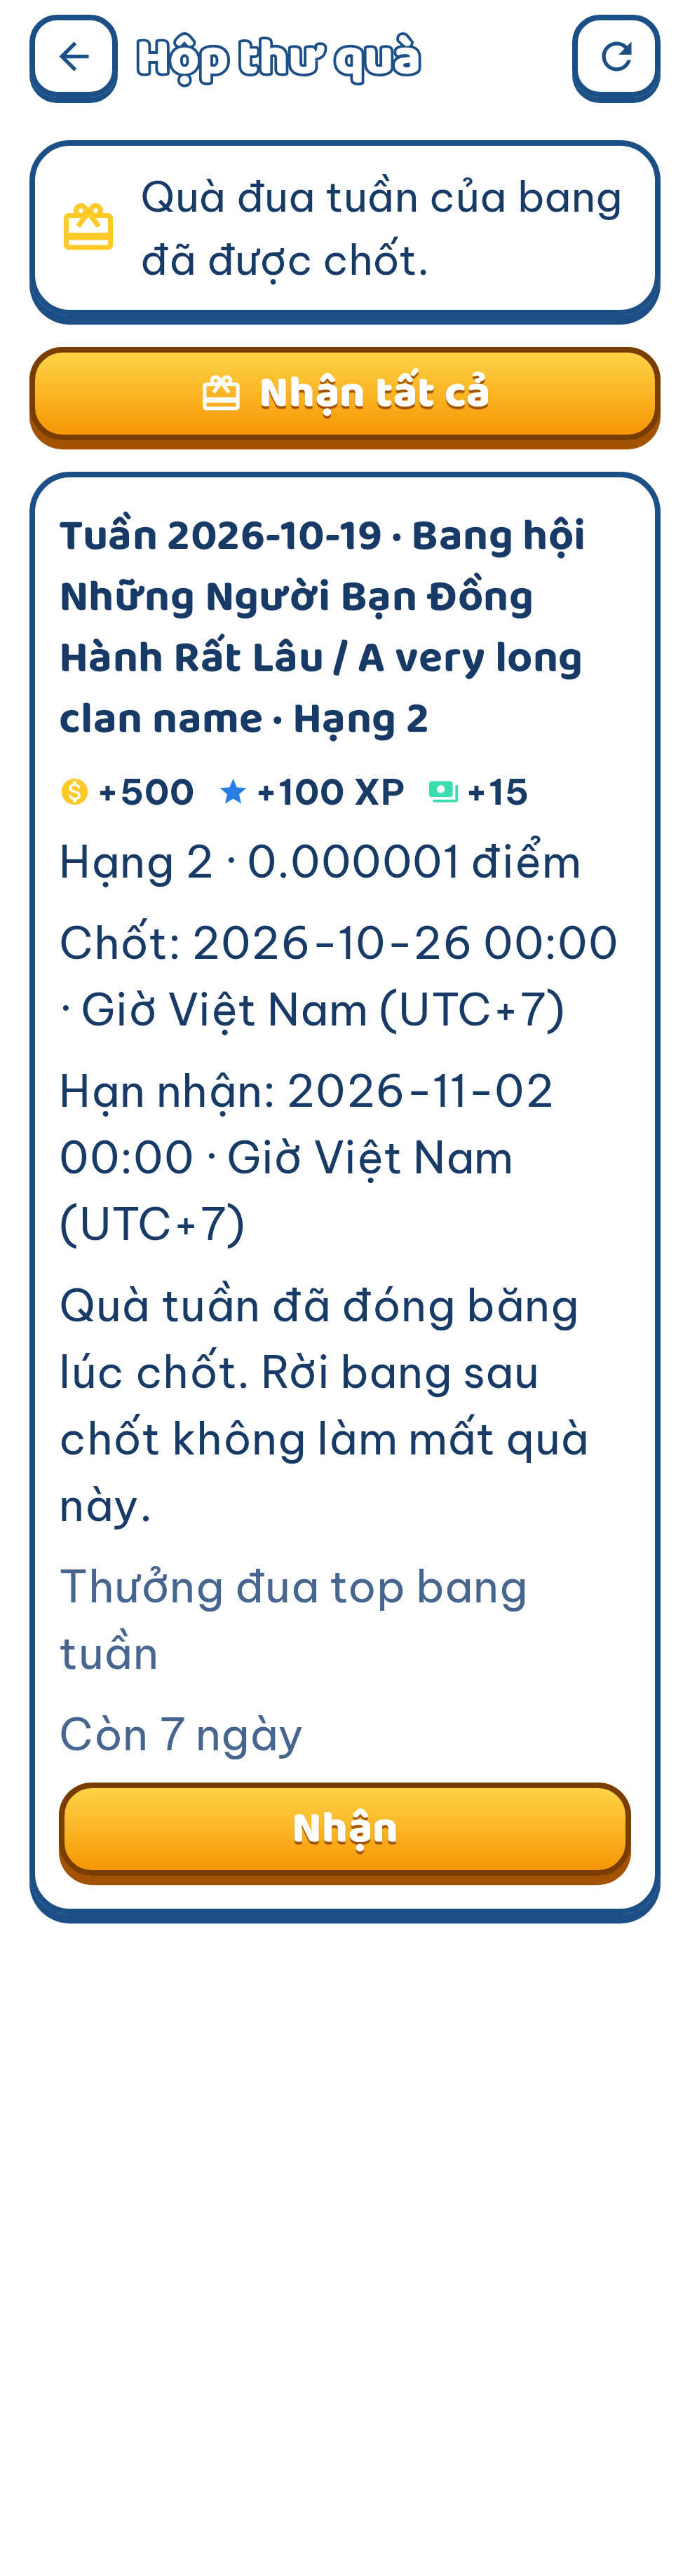 Hộp thư quà
Quà đua tuần của bang
đã được chốt.
Nhận tất cả
Tuần 2026-10-19 · Bang hội
Những Người Bạn Đồng
Hành Rất Lâu / A very long
clan name · Hạng 2
+500 +100 XP +15
Hạng 2 · 0.000001 điểm
Chốt: 2026-10-26 00:00
· Giờ Việt Nam (UTC+7)
Hạn nhận: 2026-11-02
00:00 · Giờ Việt Nam
(UTC+7)
Quà tuần đã đóng băng
lúc chốt. Rời bang sau
chốt không làm mất quà
này.
Thưởng đua top bang
tuần
Còn 7 ngày
Nhận